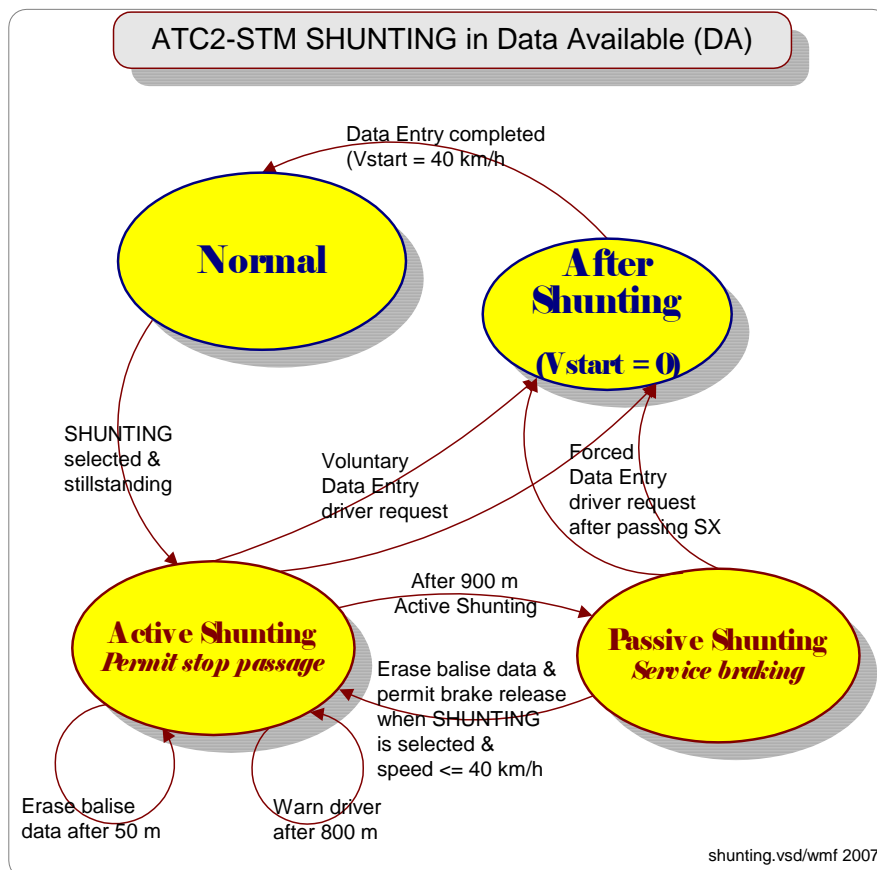 ATC2-STM SHUNTING in Data Available (DA)
Data Entry completed
(Vstart = 40 km/h
Normal
After
Shunting
(Vstart = 0)
SHUNTING
selected &
stillstanding
Voluntary
Data Entry
driver request
Forced
Data Entry
driver request
after passing SX
After 900 m
Active Shunting
Active Shunting
Permit stop passage
Passive Shunting
Service braking
Erase balise data &
permit brake release
when SHUNTING
is selected &
speed <= 40 km/h
Erase balise
data after 50 m
Warn driver
after 800 m
shunting.vsd/wmf 2007